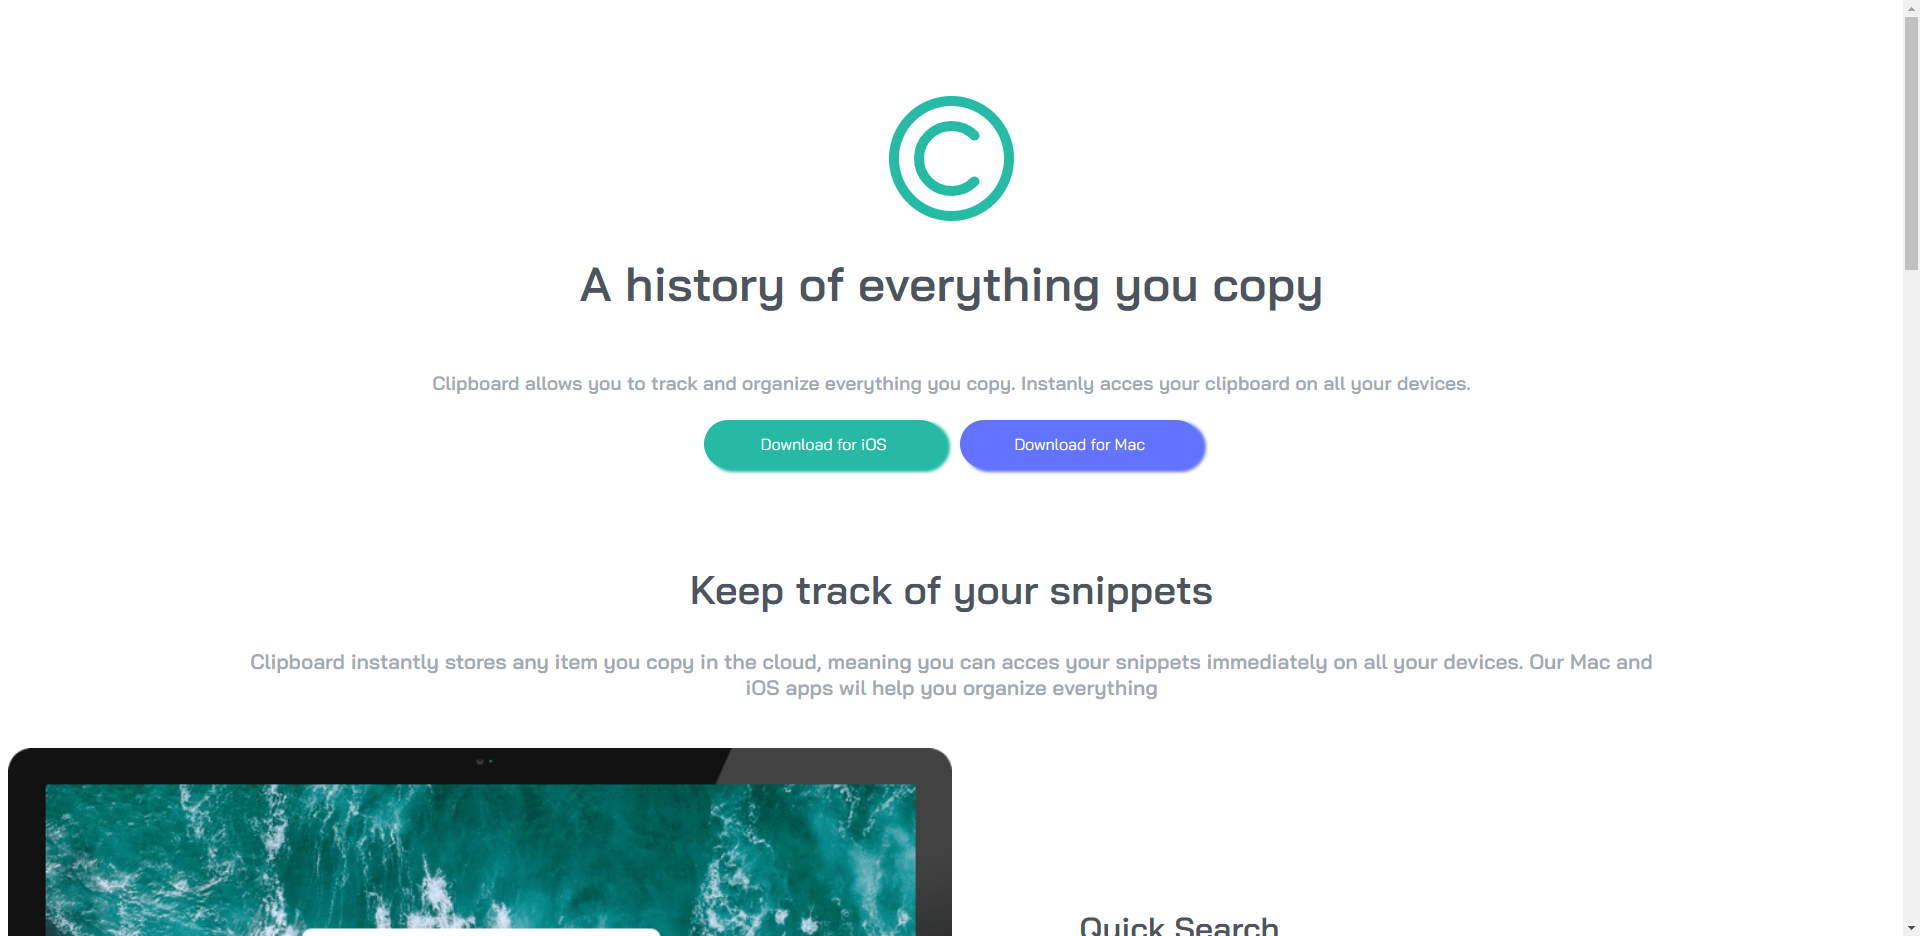 A history of everything you copy
Clipboard allows you to track and organize everything you copy. Instanly acces your clipboard on all your devices.
Download for iOS
Download for Mac
Keep track of your snippets
Clipboard instantly stores any item you copy in the cloud, meaning you can acces your snippets immediately on all your devices. Our Mac and
iOS apps wil help you organize everything
Quick Search